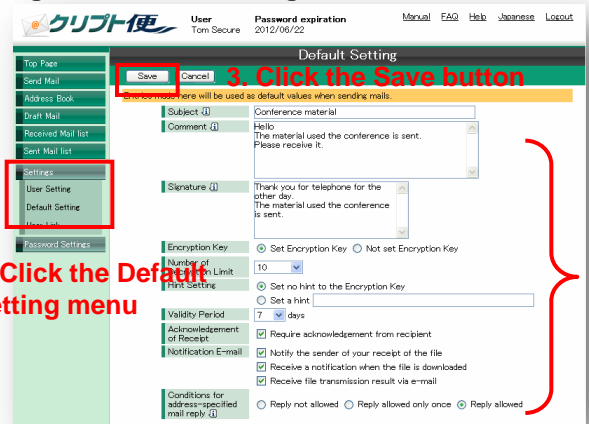 クリプト便
User
Tom Secure
Password expiration
2012/06/22
Manual FAQ Help Japanese Logout
Default Setting
Top Page
Send Mail
Address Book
Draft Mail
Received Mail list
Sent Mail list
Settings
User Setting
Default Setting
Password Settings
Save Cancel
3. Click the Save button
here will be used as default values when sending mails.
Subject
Conference material
Comment
Hello
The material used the conference is sent.
Please receive it.
Signature
Thank you for telephone for the
other day.
The material used the conference
is sent.
Encryption Key
Set Encryption Key Not set Encryption Key
Number of
Decryption Limit
10
Click the Default
Setting menu
Hint Setting
Set no hint to the Encryption Key
Set a hint
Validity Period
7 days
Acknowledgement
of Receipt
Require acknowledgement from recipient
Notification E-mail
Notify the sender of your receipt of the file
Receive a notification when the file is downloaded
Receive file transmission result via e-mail
Conditions for
address-specified
mail reply
Reply not allowed Reply allowed only once Reply allowed